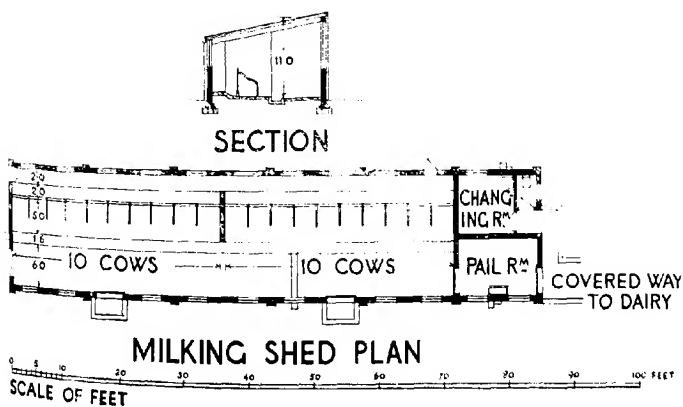 11 0
SECTION
2.0
2.0
5.0
1.6
6.0
10 COWS
10 COWS
CHANG-
ING RM
PAIL RM
COVERED WAY
TO DAIRY
MILKING SHED PLAN
0 5 10 20 30 40 50 60 70 80 90 100 FEET
SCALE OF FEET